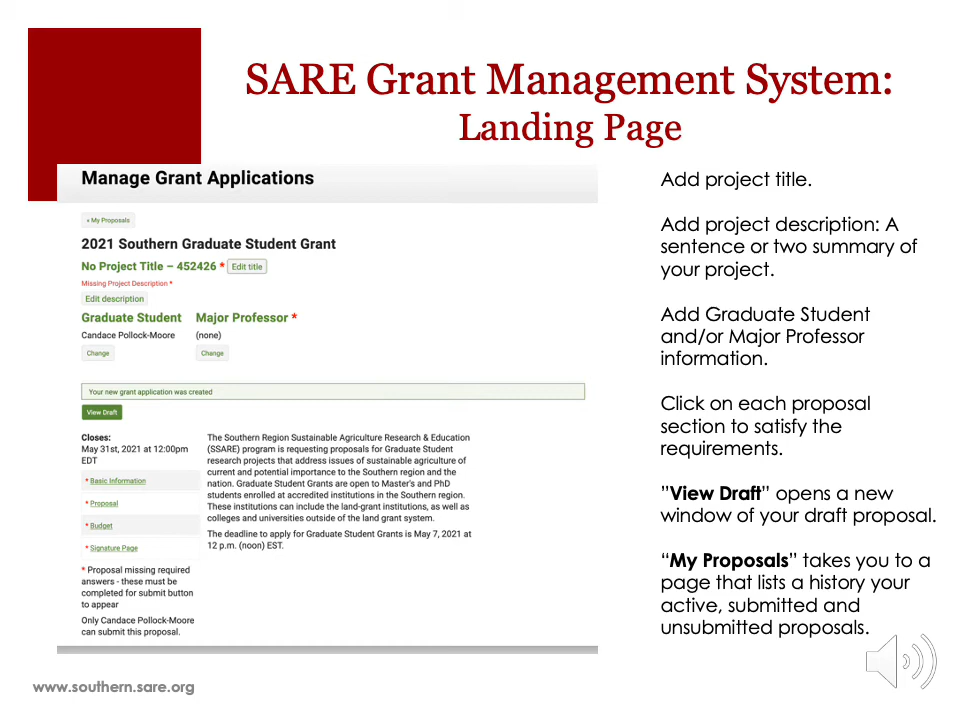 SARE Grant Management System:
Landing Page
Manage Grant Applications
« My Proposals
2021 Southern Graduate Student Grant
No Project Title – 452426 * Edit title
Missing Project Description *
Edit description
Graduate Student Major Professor *
Candace Pollock-Moore (none)
Change Change
Your new grant application was created
View Draft
Closes:
May 31st, 2021 at 12:00pm
EDT
* Basic Information
* Proposal
* Budget
* Signature Page
* Proposal missing required
answers - these must be
completed for submit button
to appear
Only Candace Pollock-Moore
can submit this proposal.
The Southern Region Sustainable Agriculture Research & Education
(SSARE) program is requesting proposals for Graduate Student
research projects that address issues of sustainable agriculture of
current and potential importance to the Southern region and the
nation. Graduate Student Grants are open to Master's and PhD
students enrolled at accredited institutions in the Southern region.
These institutions can include the land-grant institutions, as well as
colleges and universities outside of the land grant system.
The deadline to apply for Graduate Student Grants is May 7, 2021 at
12 p.m. (noon) EST.
Add project title.
Add project description: A
sentence or two summary of
your project.
Add Graduate Student
and/or Major Professor
information.
Click on each proposal
section to satisfy the
requirements.
”View Draft” opens a new
window of your draft proposal.
“My Proposals” takes you to a
page that lists a history your
active, submitted and
unsubmitted proposals.
www.southern.sare.org